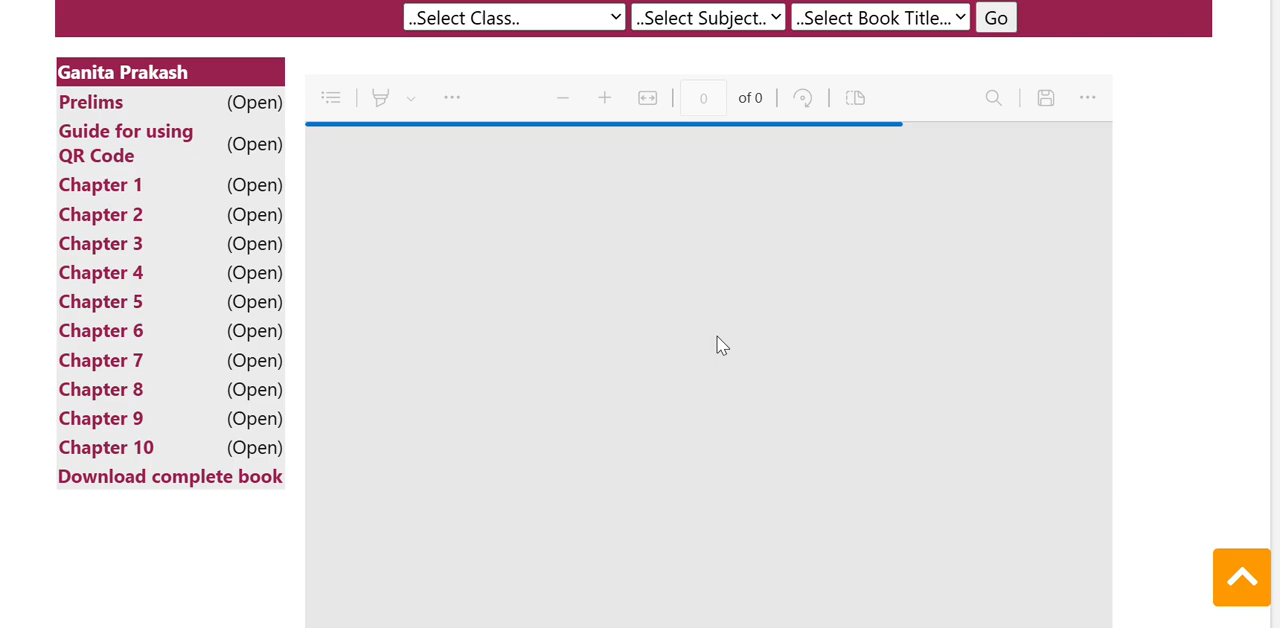 ..Select Class.. ..Select Subject.. ..Select Book Title... Go
Ganita Prakash
Prelims (Open)
Guide for using
QR Code (Open)
Chapter 1 (Open)
Chapter 2 (Open)
Chapter 3 (Open)
Chapter 4 (Open)
Chapter 5 (Open)
Chapter 6 (Open)
Chapter 7 (Open)
Chapter 8 (Open)
Chapter 9 (Open)
Chapter 10 (Open)
Download complete book
0 of 0